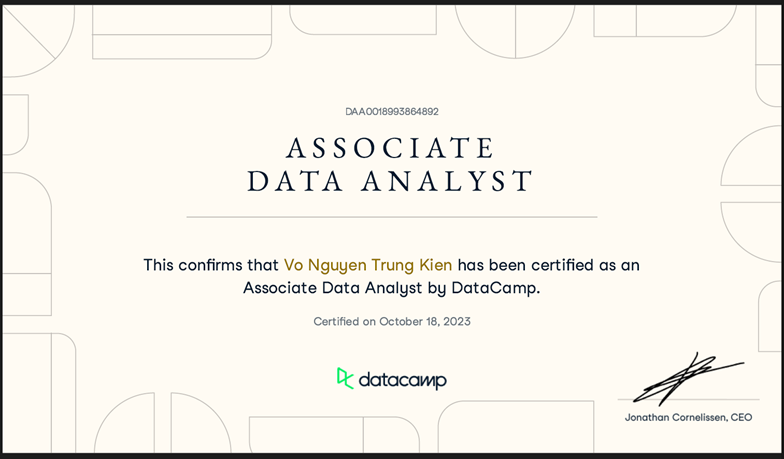 DAA0018993864892
ASSOCIATE
DATA ANALYST
This confirms that Vo Nguyen Trung Kien has been certified as an
Associate Data Analyst by DataCamp.
Certified on October 18, 2023
datacamp
Jonathan Cornelissen, CEO